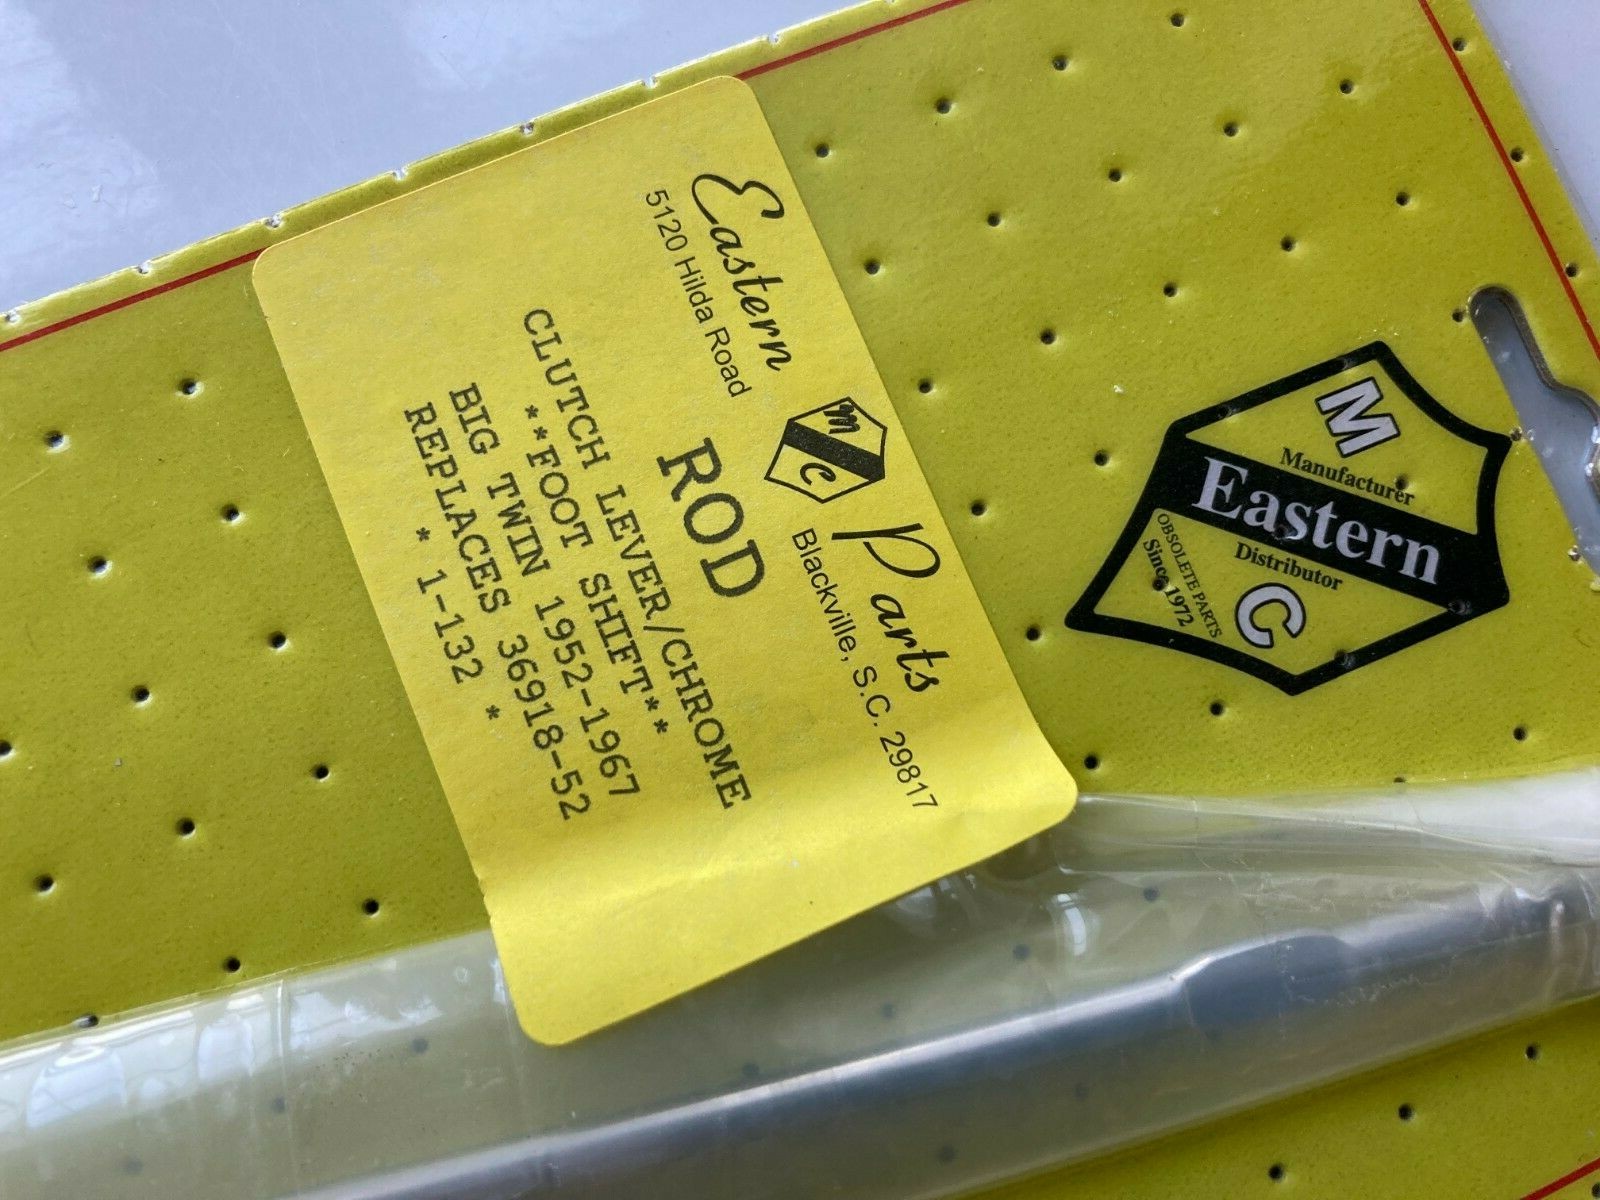 Eastern MC Parts
5120 Hilda Road Blackville, S.C. 29817
ROD
CLUTCH LEVER/CHROME
**FOOT SHIFT**
BIG TWIN 1952-1967
REPLACES 36918-52
* 1-132 *
M
Manufacturer
Eastern
Distributor
OBSOLETE PARTS
Since 1972
C